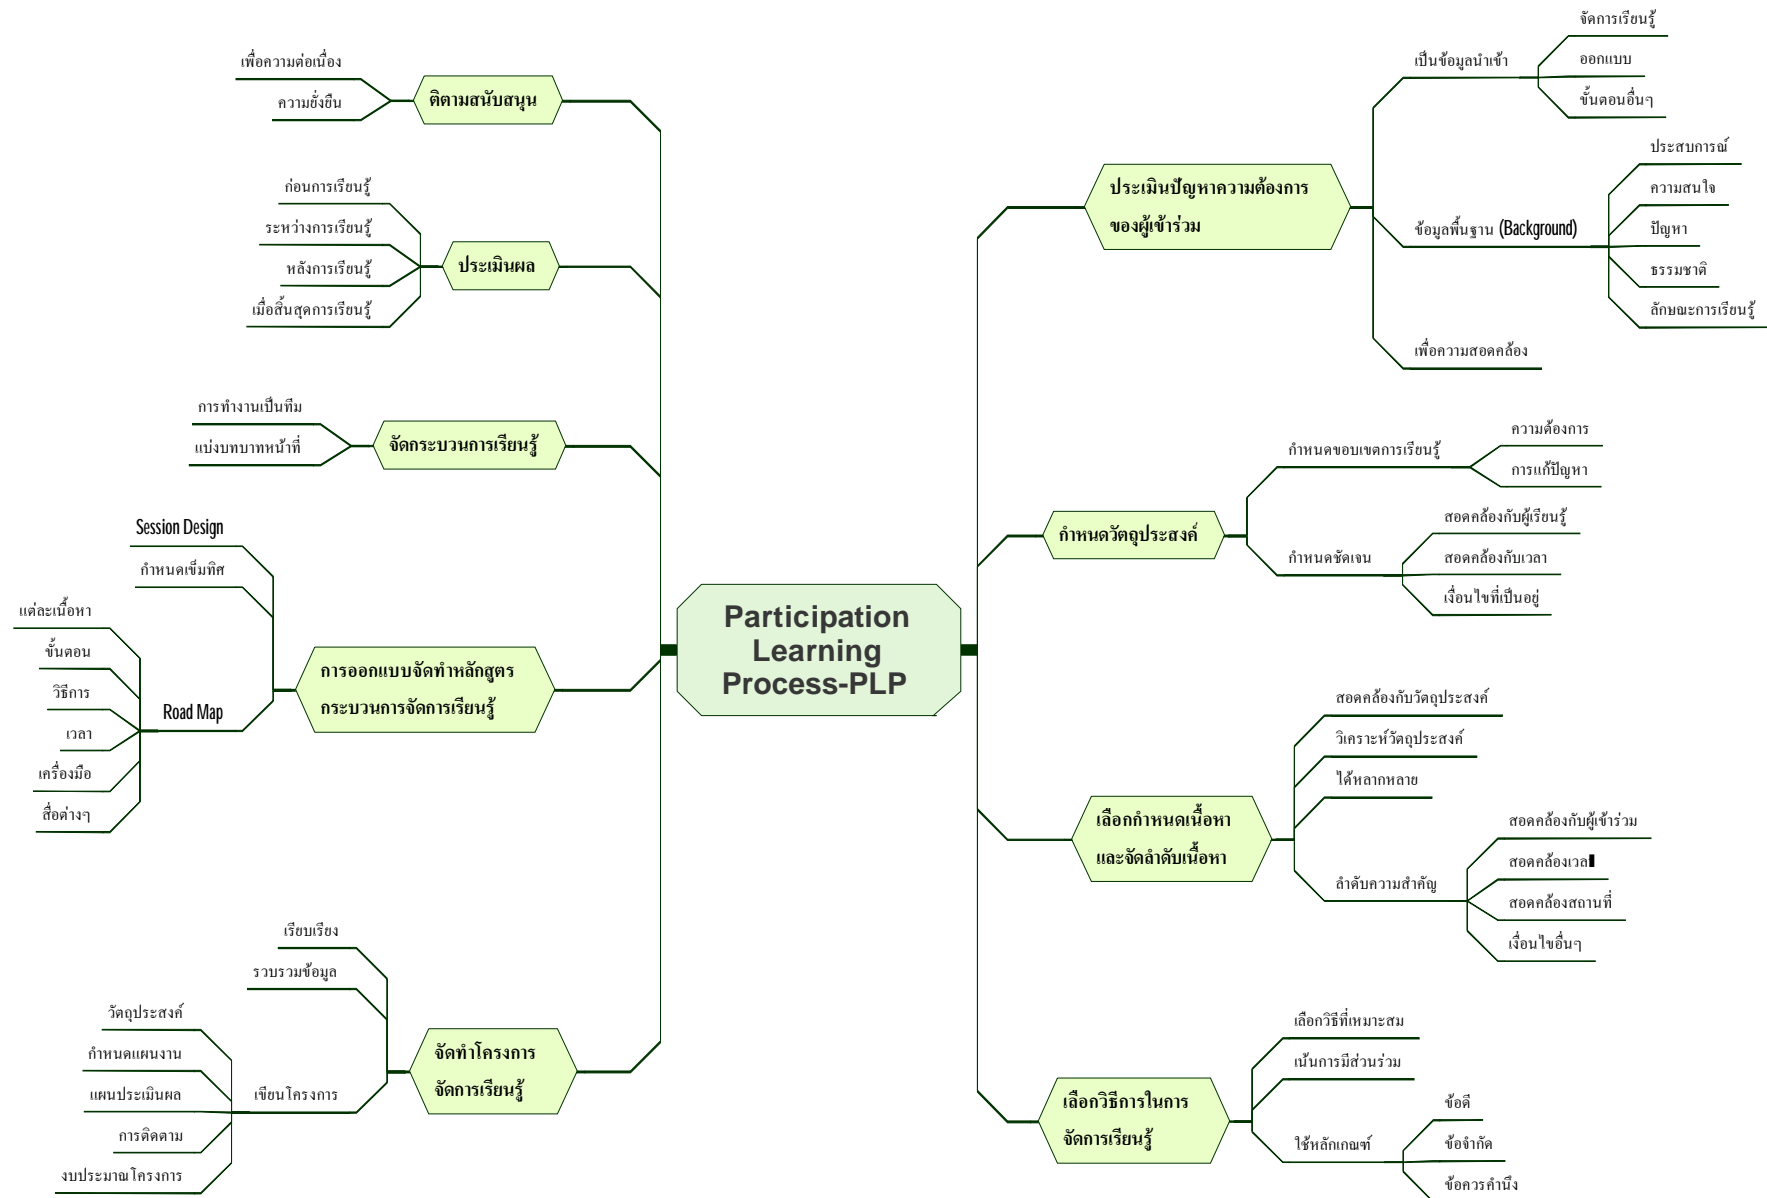 Participation
Learning
Process-PLP
ประเมินปัญหาความต้องการ
ของผู้เข้าร่วม
เป็นข้อมูลนำเข้า
จัดการเรียนรู้
ออกแบบ
ขั้นตอนอื่นๆ
ข้อมูลพื้นฐาน (Background)
ประสบการณ์
ความสนใจ
ปัญหา
ธรรมชาติ
ลักษณะการเรียนรู้
เพื่อความสอดคล้อง
กำหนดวัตถุประสงค์
กำหนดขอบเขตการเรียนรู้
ความต้องการ
การแก้ปัญหา
กำหนดชัดเจน
สอดคล้องกับผู้เรียนรู้
สอดคล้องกับเวลา
เงื่อนไขที่เป็นอยู่
เลือกกำหนดเนื้อหา
และจัดลำดับเนื้อหา
สอดคล้องกับวัตถุประสงค์
วิเคราะห์วัตถุประสงค์
ได้หลากหลาย
ลำดับความสำคัญ
สอดคล้องกับผู้เข้าร่วม
สอดคล้องเวล
สอดคล้องสถานที่
เงื่อนไขอื่นๆ
เลือกวิธีการในการ
จัดการเรียนรู้
เลือกวิธีที่เหมาะสม
เน้นการมีส่วนร่วม
ใช้หลักเกณฑ์
ข้อดี
ข้อจำกัด
ข้อควรคำนึง
จัดทำโครงการ
จัดการเรียนรู้
เรียบเรียง
รวบรวมข้อมูล
เขียนโครงการ
วัตถุประสงค์
กำหนดแผนงาน
แผนประเมินผล
การติดตาม
งบประมาณโครงการ
การออกแบบจัดทำหลักสูตร
กระบวนการจัดการเรียนรู้
Session Design
กำหนดเข็มทิศ
Road Map
แต่ละเนื้อหา
ขั้นตอน
วิธีการ
เวลา
เครื่องมือ
สื่อต่างๆ
จัดกระบวนการเรียนรู้
การทำงานเป็นทีม
แบ่งบทบาทหน้าที่
ประเมินผล
ก่อนการเรียนรู้
ระหว่างการเรียนรู้
หลังการเรียนรู้
เมื่อสิ้นสุดการเรียนรู้
ติตามสนับสนุน
เพื่อความต่อเนื่อง
ความยั่งยืน